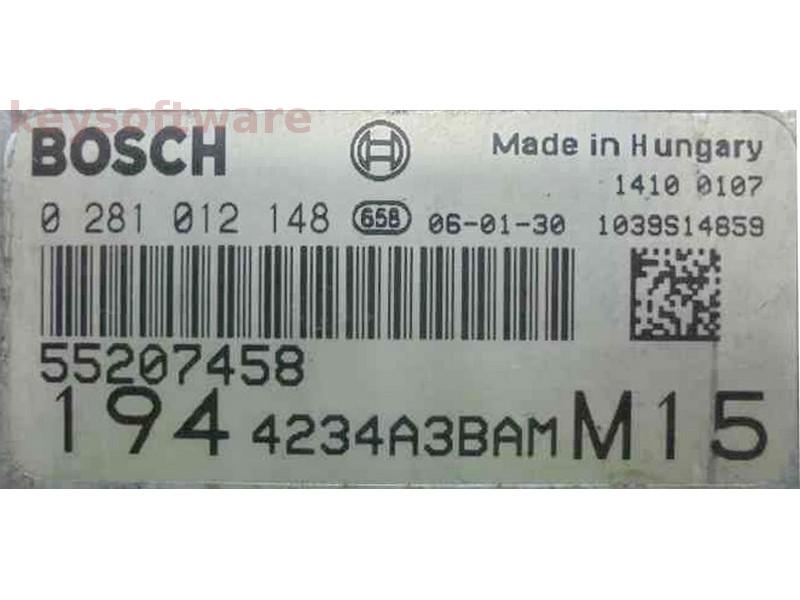 keysoftware
BOSCH
Made in Hungary
1410 0107
0 281 012 148 658 06-01-30 1039S14859
55207458
194 4234A3BAM M15